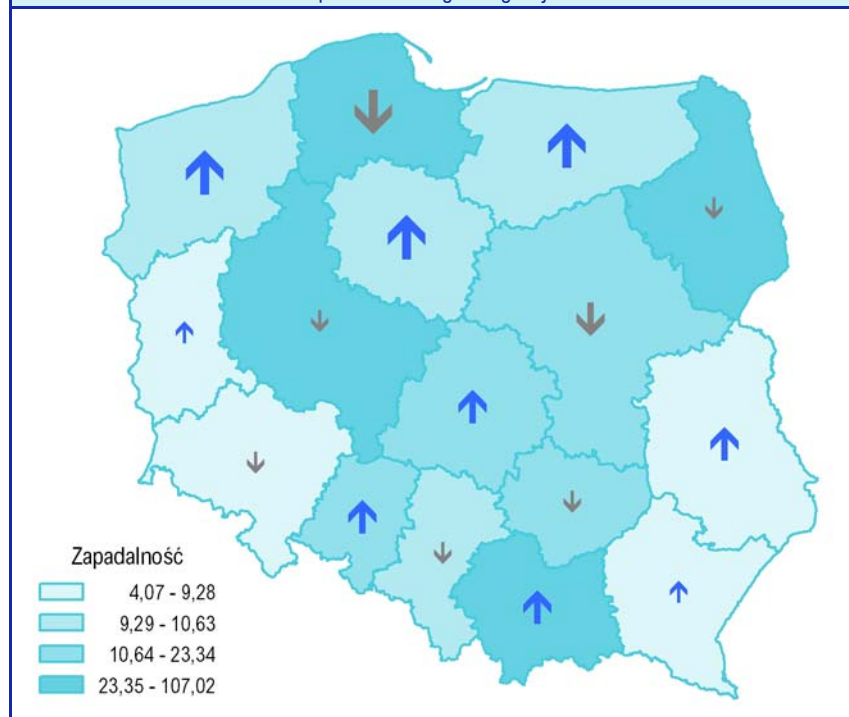 Zapadalność
4,07 - 9,28
9,29 - 10,63
10,64 - 23,34
23,35 - 107,02